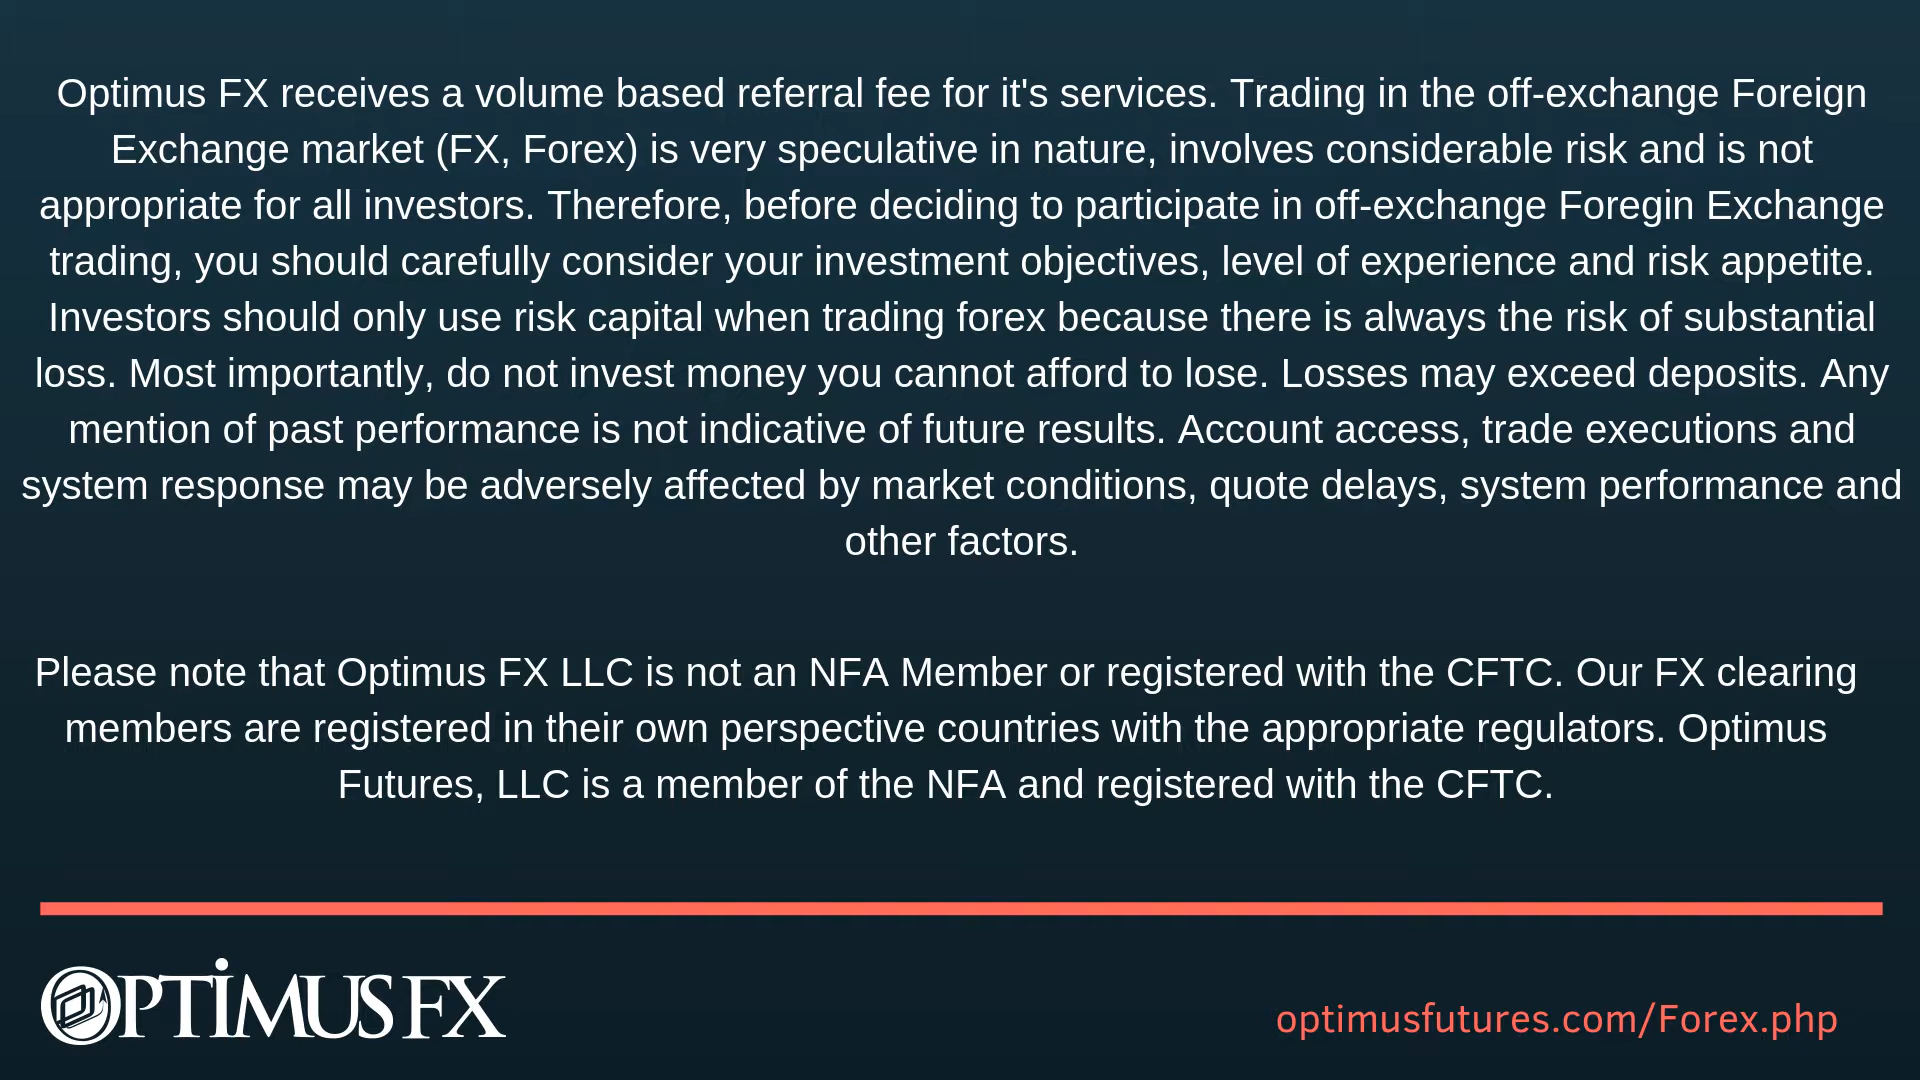 Optimus FX receives a volume based referral fee for it's services. Trading in the off-exchange Foreign
Exchange market (FX, Forex) is very speculative in nature, involves considerable risk and is not
appropriate for all investors. Therefore, before deciding to participate in off-exchange Foregin Exchange
trading, you should carefully consider your investment objectives, level of experience and risk appetite.
Investors should only use risk capital when trading forex because there is always the risk of substantial
loss. Most importantly, do not invest money you cannot afford to lose. Losses may exceed deposits. Any
mention of past performance is not indicative of future results. Account access, trade executions and
system response may be adversely affected by market conditions, quote delays, system performance and
other factors.
Please note that Optimus FX LLC is not an NFA Member or registered with the CFTC. Our FX clearing
members are registered in their own perspective countries with the appropriate regulators. Optimus
Futures, LLC is a member of the NFA and registered with the CFTC.
OPTiMUS FX
optimusfutures.com/Forex.php